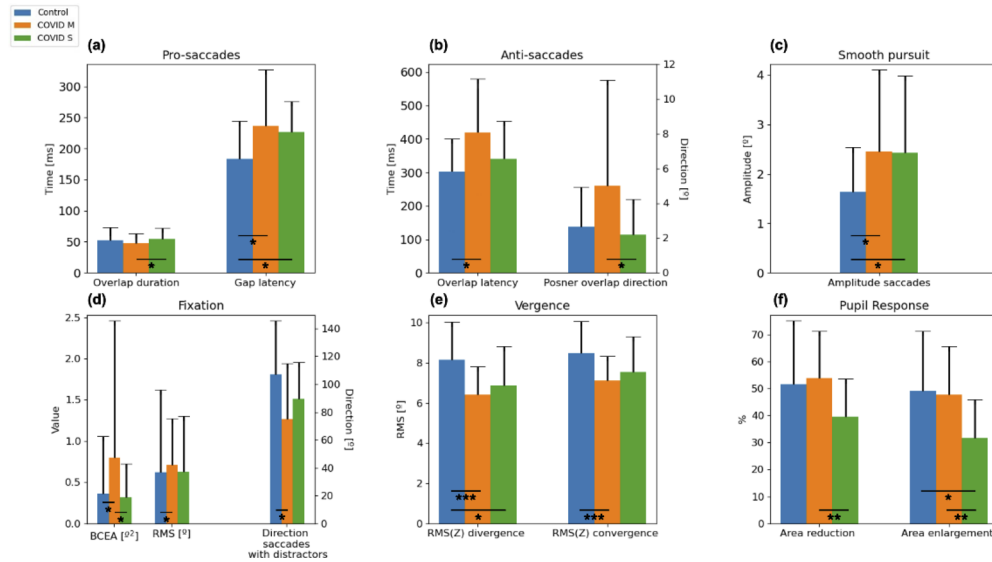 Control
COVID M
COVID S
(a)
Pro-saccades
Time [ms]
300
250
200
150
100
50
0
*
*
*
Overlap duration
Gap latency
(b)
Anti-saccades
Time [ms]
600
500
400
300
200
100
0
Direction [º]
12
10
8
6
4
2
0
*
*
Overlap latency
Posner overlap direction
(c)
Smooth pursuit
Amplitude [º]
4
3
2
1
0
*
*
Amplitude saccades
(d)
Fixation
Value
2.5
2.0
1.5
1.0
0.5
0.0
Direction [º]
140
120
100
80
60
40
20
0
*
*
*
*
BCEA [º²]
RMS [º]
Direction
saccades
with distractors
(e)
Vergence
RMS [º]
10
8
6
4
2
0
***
*
***
RMS(Z) divergence
RMS(Z) convergence
(f)
Pupil Response
%
70
60
50
40
30
20
10
0
**
*
**
Area reduction
Area enlargement